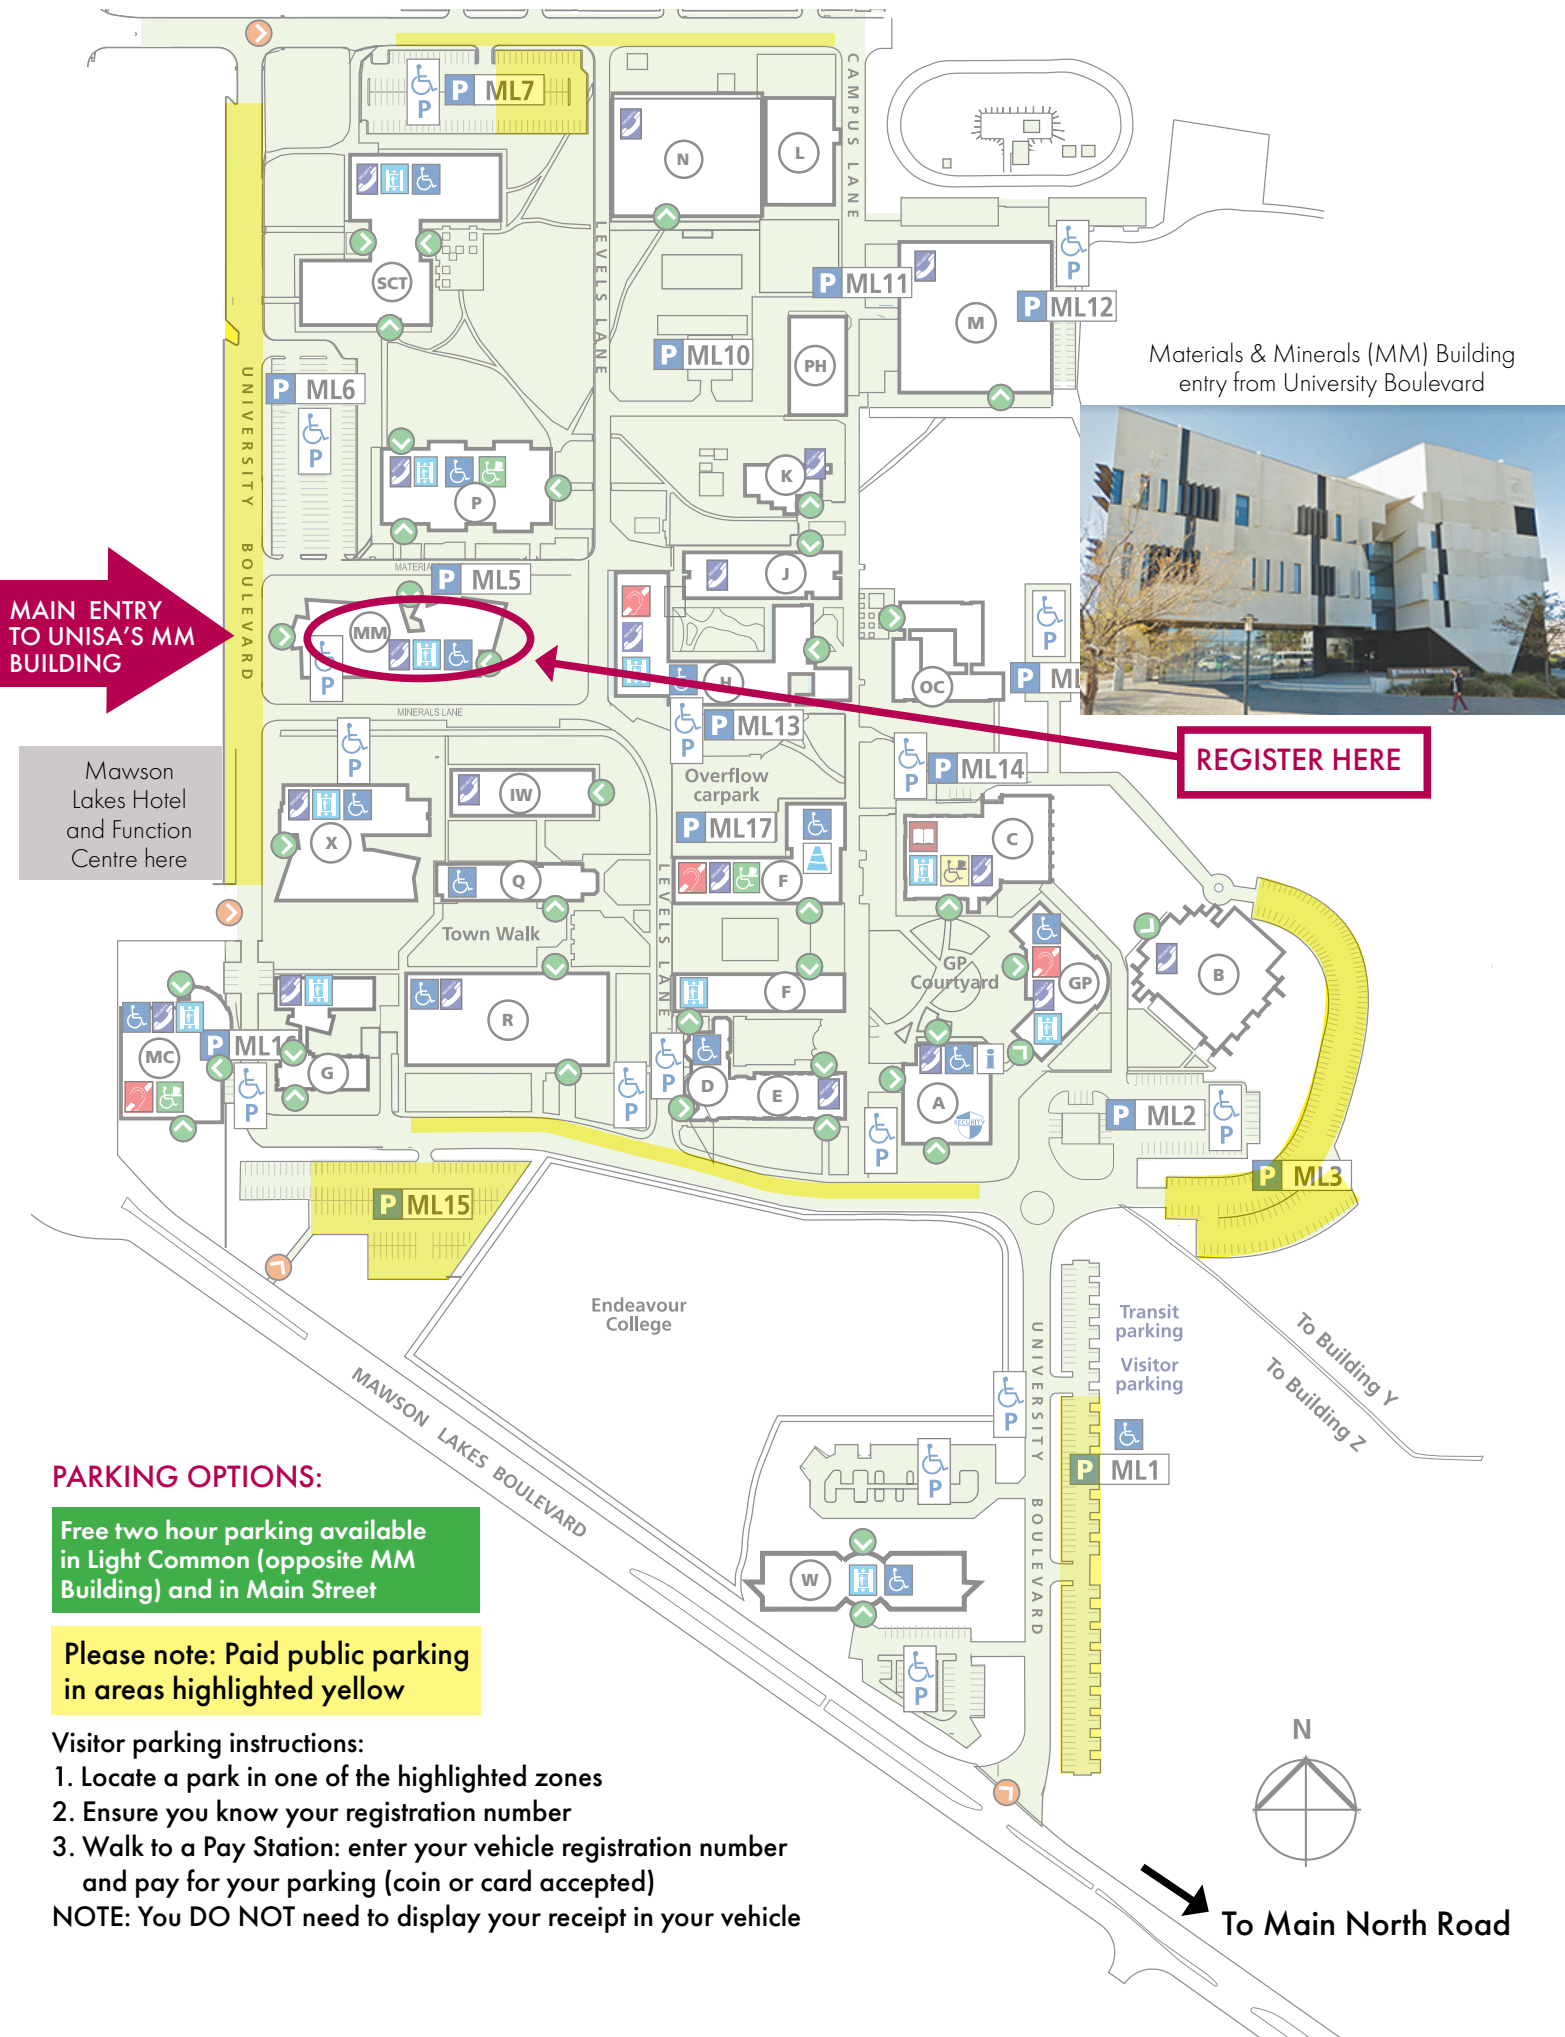 P ML7
CAMPUS LANE
N
L
LEVELS LANE
SCT
P ML11
M
P ML12
P ML10
PH
P ML6
UNIVERSITY BOULEVARD
Materials & Minerals (MM) Building
entry from University Boulevard
K
P
P ML5
J
MAIN ENTRY
TO UNISA'S MM
BUILDING
MM
H
OC
MINERALS LANE
P ML13
REGISTER HERE
Mawson
Lakes Hotel
and Function
Centre here
Overflow
carpark
P ML14
IW
X
P ML17
C
Q
F
LEVELS LANE
Town Walk
GP
Courtyard
GP
B
F
R
MC
G
D
E
A
SECURITY
P ML2
P ML3
P ML15
Endeavour
College
Transit
parking
Visitor
parking
To Building Y
To Building Z
UNIVERSITY BOULEVARD
MAWSON LAKES BOULEVARD
P ML1
W
PARKING OPTIONS:
Free two hour parking available
in Light Common (opposite MM
Building) and in Main Street
Please note: Paid public parking
in areas highlighted yellow
Visitor parking instructions:
1. Locate a park in one of the highlighted zones
2. Ensure you know your registration number
3. Walk to a Pay Station: enter your vehicle registration number
and pay for your parking (coin or card accepted)
NOTE: You DO NOT need to display your receipt in your vehicle
N
To Main North Road